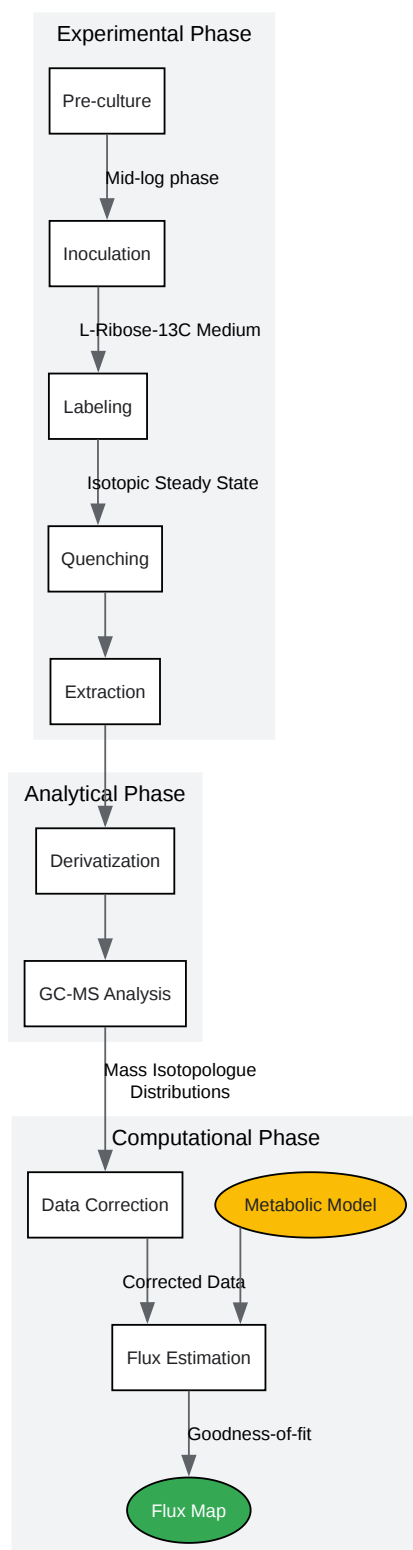 Experimental Phase
Pre-culture
Mid-log phase
Inoculation
L-Ribose-13C Medium
Labeling
Isotopic Steady State
Quenching
Extraction
Analytical Phase
Derivatization
GC-MS Analysis
Mass Isotopologue
Distributions
Computational Phase
Data Correction
Metabolic Model
Corrected Data
Flux Estimation
Goodness-of-fit
Flux Map